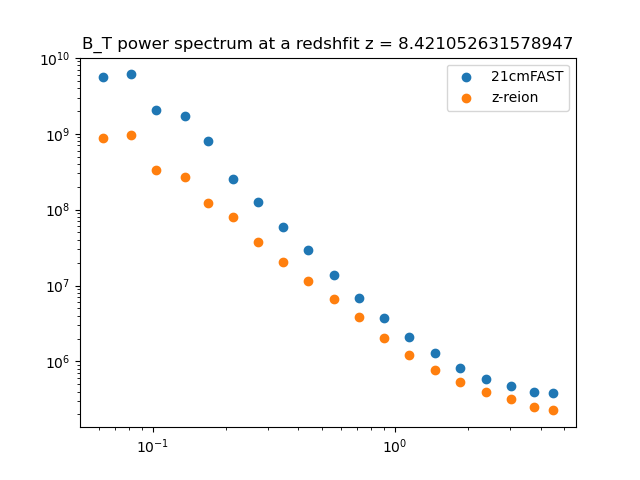 B_T power spectrum at a redshfit z = 8.421052631578947
21cmFAST
z-reion
10¹⁰
10⁹
10⁸
10⁷
10⁶
10⁻¹
10⁰